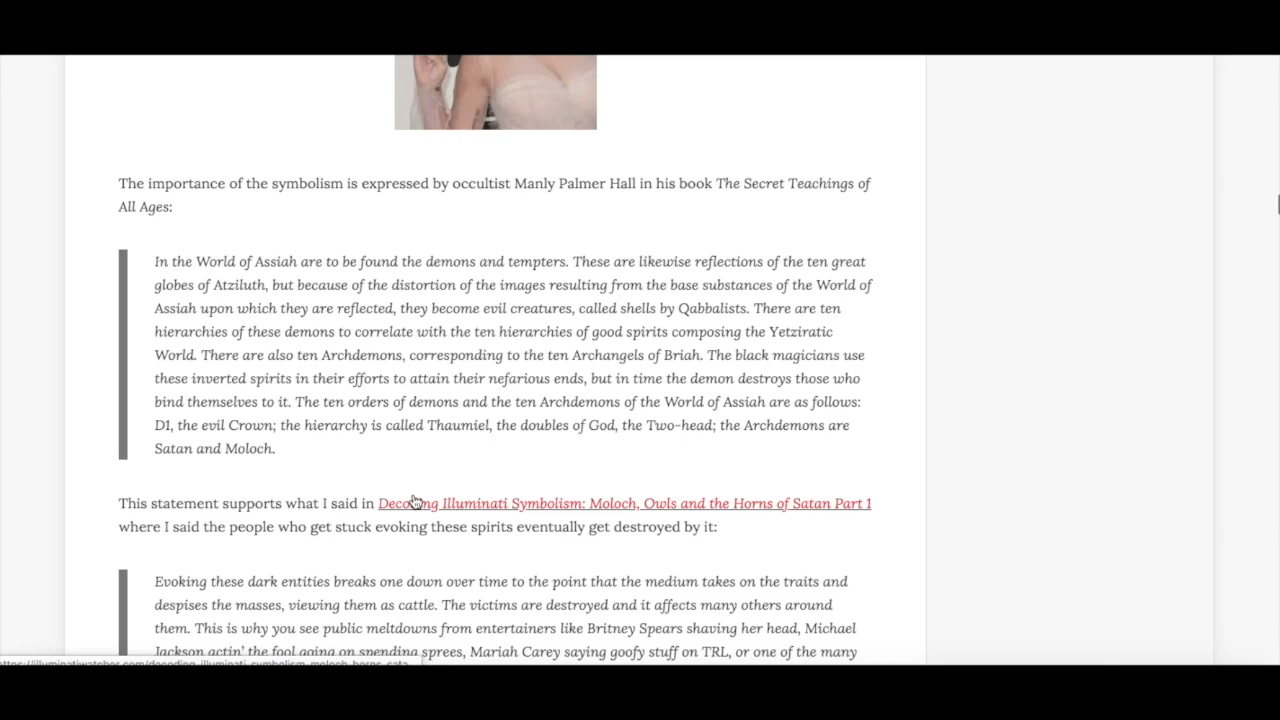 The importance of the symbolism is expressed by occultist Manly Palmer Hall in his book The Secret Teachings of
All Ages:
In the World of Assiah are to be found the demons and tempters. These are likewise reflections of the ten great
globes of Atziluth, but because of the distortion of the images resulting from the base substances of the World of
Assiah upon which they are reflected, they become evil creatures, called shells by Qabbalists. There are ten
hierarchies of these demons to correlate with the ten hierarchies of good spirits composing the Yetziratic
World. There are also ten Archdemons, corresponding to the ten Archangels of Briah. The black magicians use
these inverted spirits in their efforts to attain their nefarious ends, but in time the demon destroys those who
bind themselves to it. The ten orders of demons and the ten Archdemons of the World of Assiah are as follows:
D1, the evil Crown; the hierarchy is called Thaumiel, the doubles of God, the Two-head; the Archdemons are
Satan and Moloch.
This statement supports what I said in Decoding Illuminati Symbolism: Moloch, Owls and the Horns of Satan Part 1
where I said the people who get stuck evoking these spirits eventually get destroyed by it:
Evoking these dark entities breaks one down over time to the point that the medium takes on the traits and
despises the masses, viewing them as cattle. The victims are destroyed and it affects many others around
them. This is why you see public meltdowns from entertainers like Britney Spears shaving her head, Michael
Jackson actin' the fool going on spending sprees, Mariah Carey saying goofy stuff on TRL, or one of the many